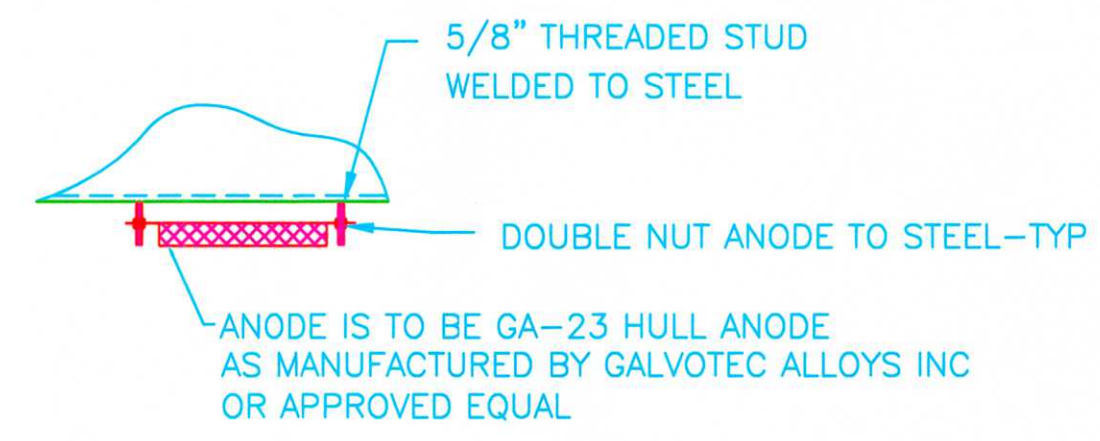 5/8" THREADED STUD
WELDED TO STEEL
DOUBLE NUT ANODE TO STEEL-TYP
ANODE IS TO BE GA-23 HULL ANODE
AS MANUFACTURED BY GALVOTEC ALLOYS INC
OR APPROVED EQUAL